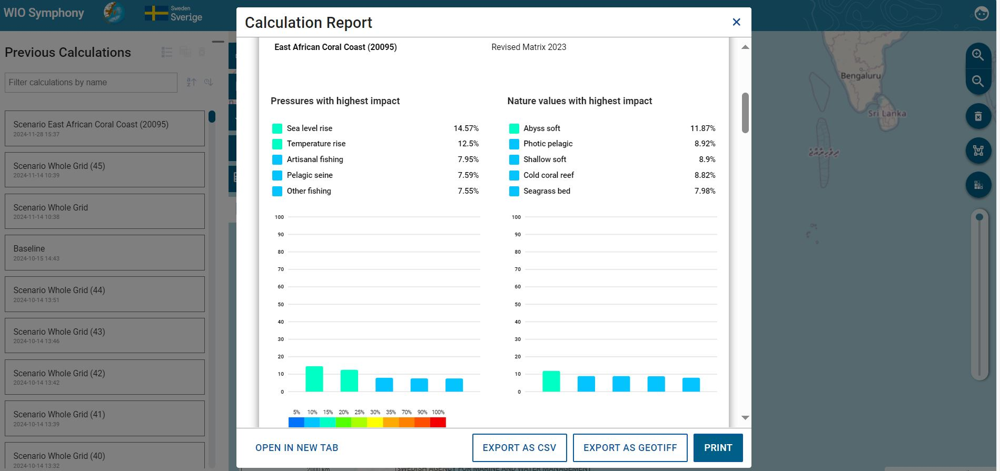 WIO Symphony
Sweden
Sverige
Previous Calculations
Filter calculations by name
Scenario East African Coral Coast (20095)
2024-11-28 15:37
Scenario Whole Grid (45)
2024-11-14 10:39
Scenario Whole Grid
2024-11-14 10:38
Baseline
2024-10-15 14:43
Scenario Whole Grid (44)
2024-10-14 13:51
Scenario Whole Grid (43)
2024-10-14 13:46
Scenario Whole Grid (42)
2024-10-14 13:42
Scenario Whole Grid (41)
2024-10-14 13:39
Scenario Whole Grid (40)
2024-10-14 13:32
Calculation Report
East African Coral Coast (20095) Revised Matrix 2023
Pressures with highest impact
Sea level rise 14.57%
Temperature rise 12.5%
Artisanal fishing 7.95%
Pelagic seine 7.59%
Other fishing 7.55%
100
90
80
70
60
50
40
30
20
10
0
5% 10% 15% 20% 25% 30% 35% 70% 90% 100%
Nature values with highest impact
Abyss soft 11.87%
Photic pelagic 8.92%
Shallow soft 8.9%
Cold coral reef 8.82%
Seagrass bed 7.98%
100
90
80
70
60
50
40
30
20
10
0
OPEN IN NEW TAB
EXPORT AS CSV
EXPORT AS GEOTIFF
PRINT
2000 km
SWEDISH AGENCY FOR MARINE AND WATER MANAGEMENT
Bengaluru
Sri Lanka
ދިވެހިރާއްޖެ